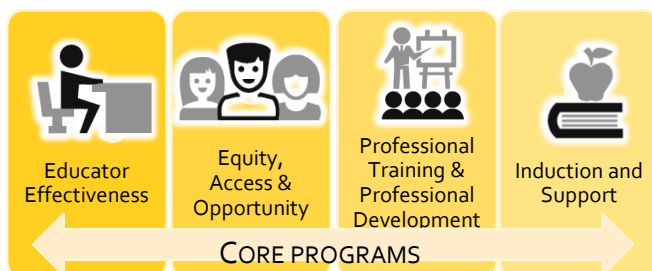 Educator
Effectiveness
Equity,
Access &
Opportunity
Professional
Training &
Professional
Development
Induction and
Support
CORE PROGRAMS